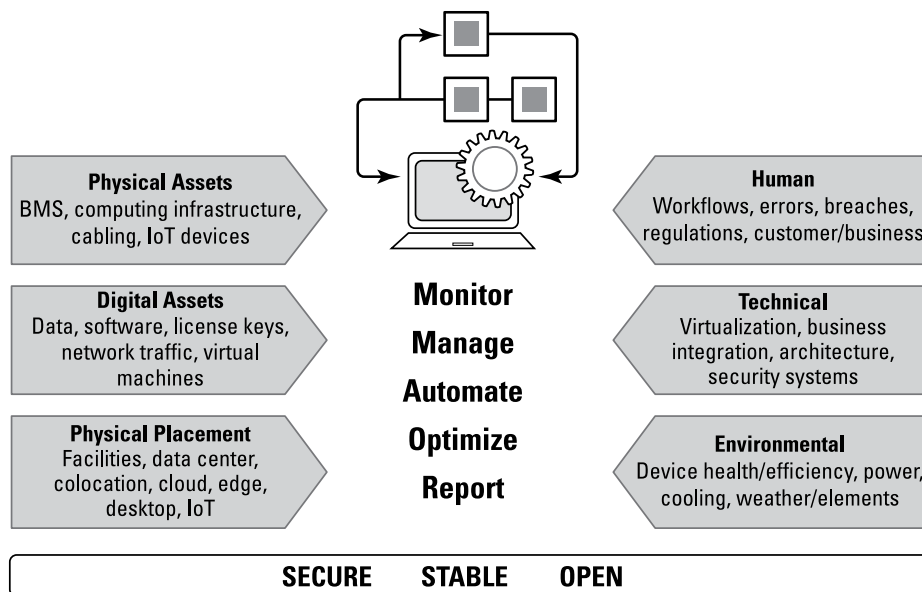 Physical Assets
BMS, computing infrastructure,
cabling, IoT devices
Digital Assets
Data, software, license keys,
network traffic, virtual
machines
Physical Placement
Facilities, data center,
colocation, cloud, edge,
desktop, IoT
Monitor
Manage
Automate
Optimize
Report
Human
Workflows, errors, breaches,
regulations, customer/business
Technical
Virtualization, business
integration, architecture,
security systems
Environmental
Device health/efficiency, power,
cooling, weather/elements
SECURE STABLE OPEN